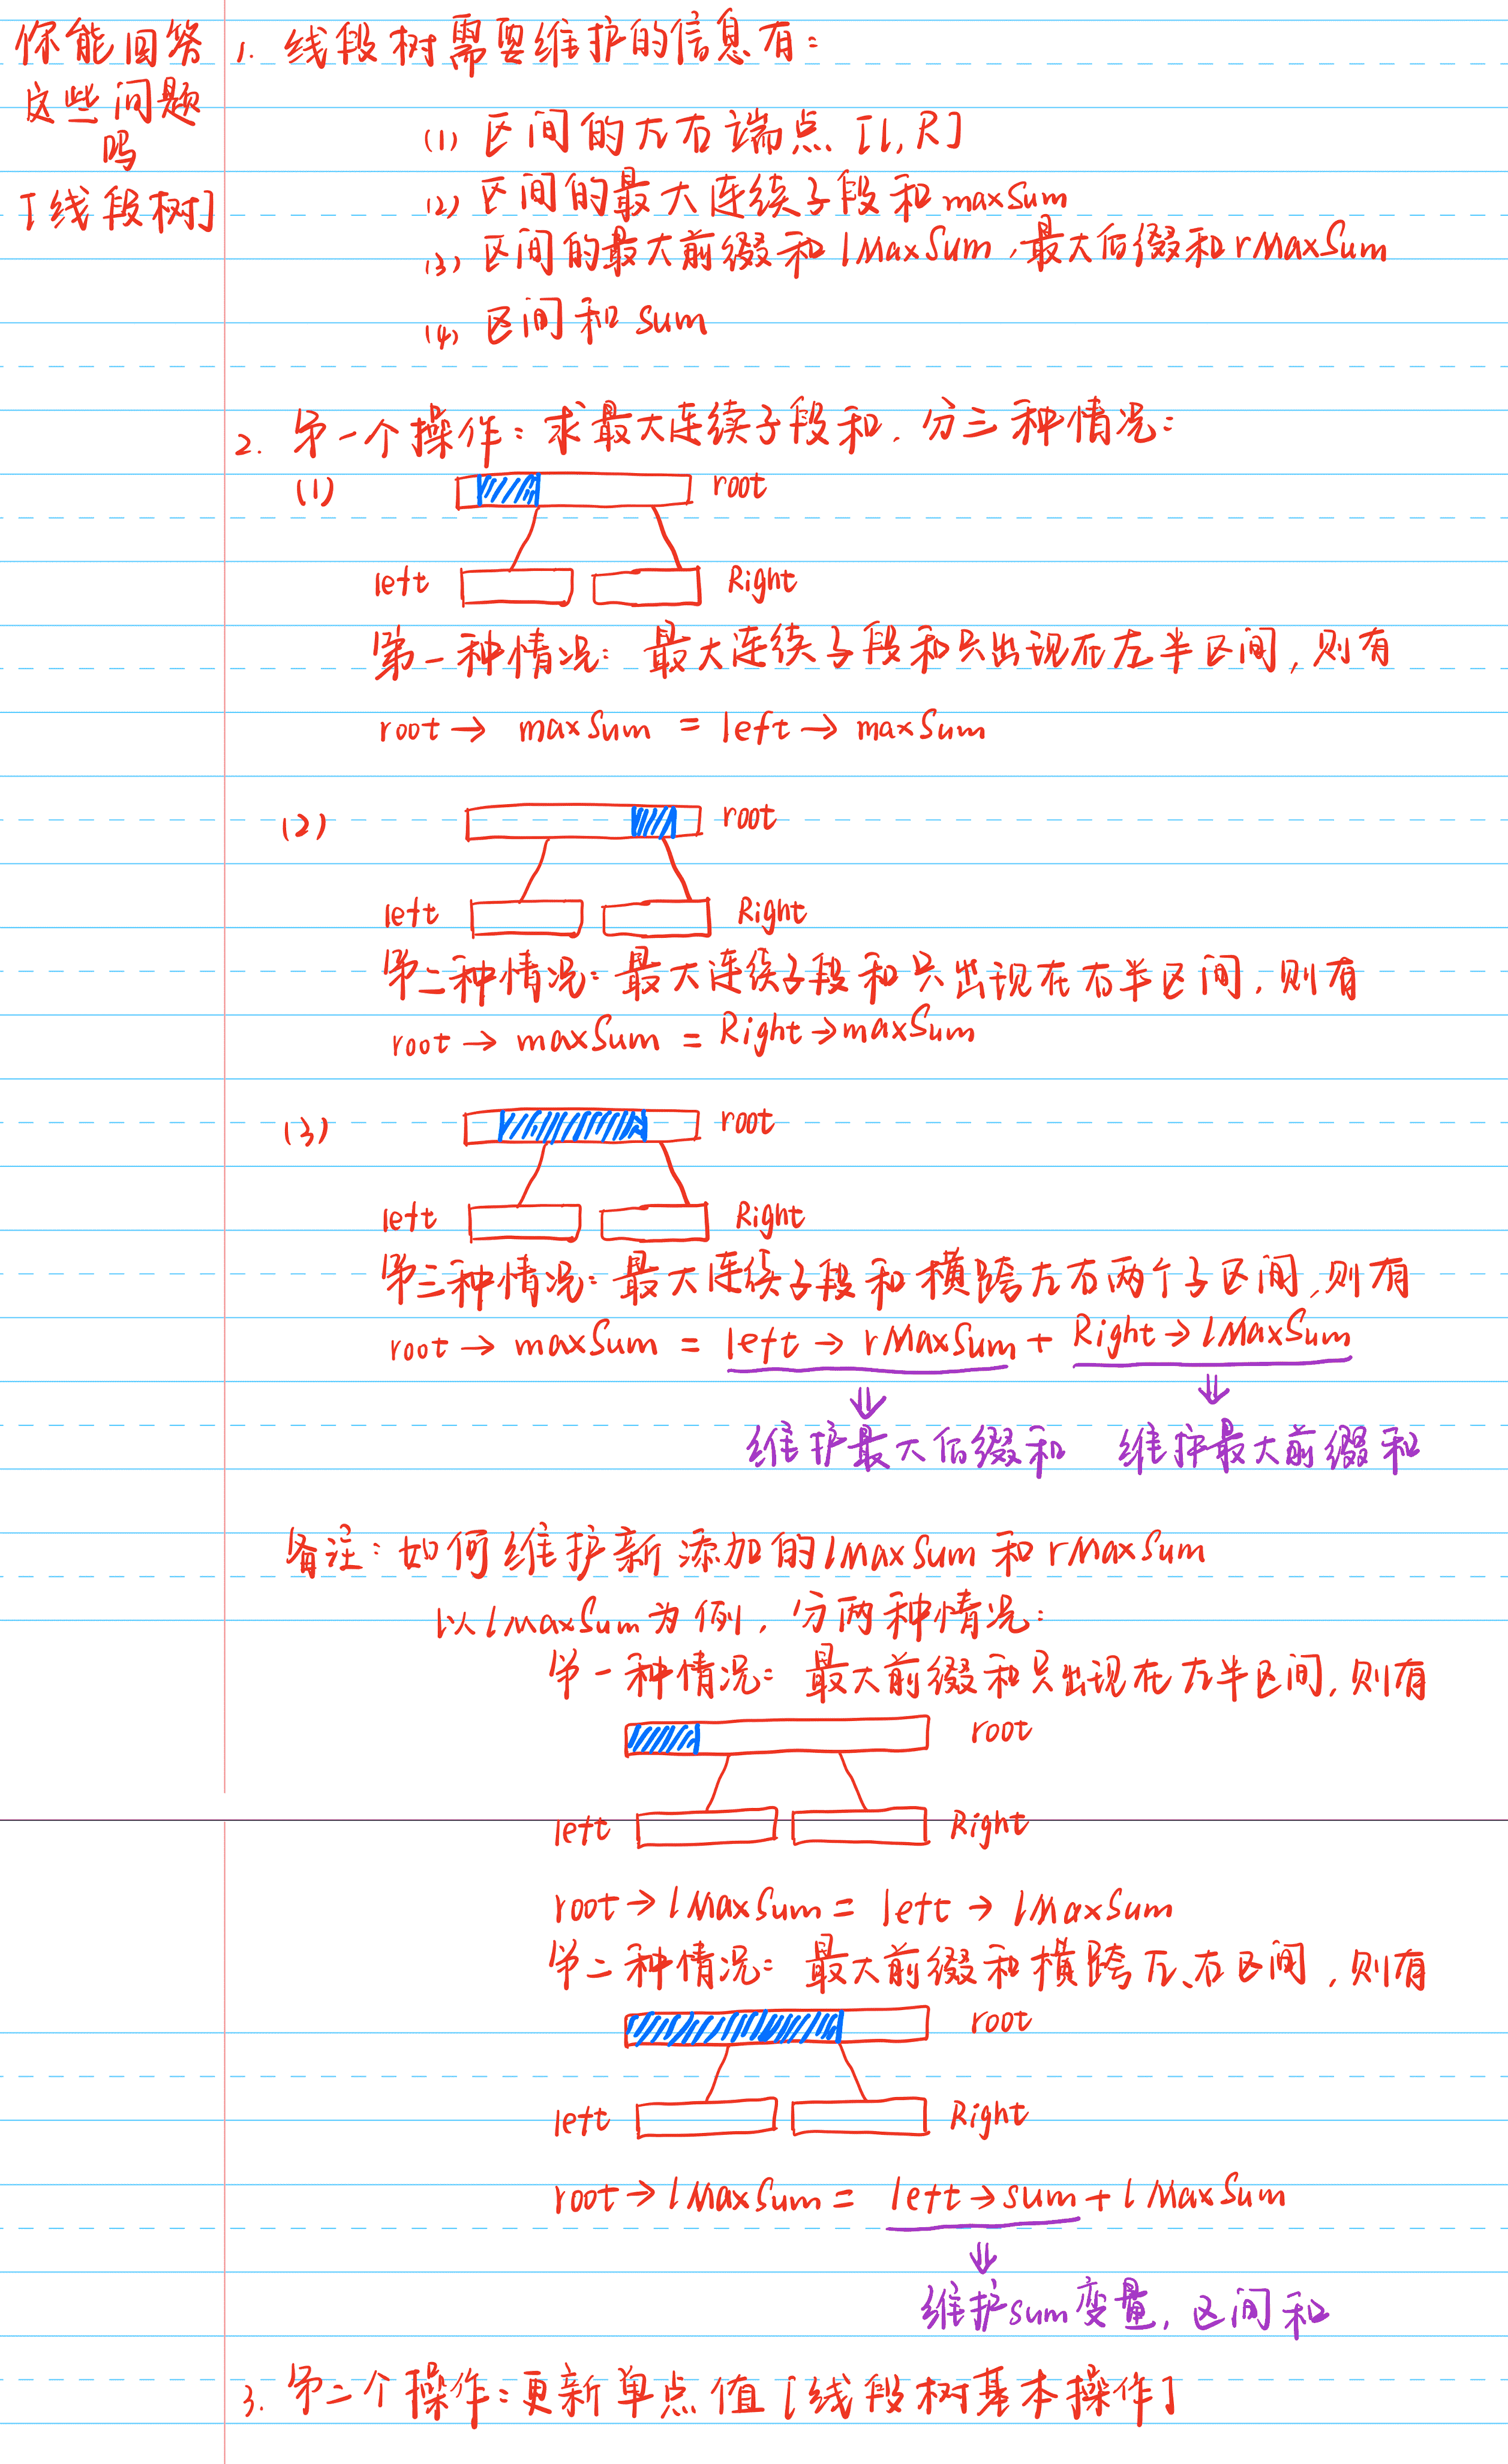 你能回答
这些问题
吗
[线段树]
1. 线段树需要维护的信息有：
(1) 区间的左右端点 [l, R]
(2) 区间的最大连续子段和 maxSum
(3) 区间的最大前缀和 lMaxSum，最大后缀和 rMaxSum
(4) 区间和 sum
2. 第一个操作：求最大连续子段和，分三种情况：
(1)
root
left
Right
第一种情况：最大连续子段和只出现在左半区间，则有
root → maxSum = left → maxSum
(2)
root
left
Right
第二种情况：最大连续子段和只出现在右半区间，则有
root → maxSum = Right → maxSum
(3)
root
left
Right
第三种情况：最大连续子段和横跨左右两个子区间，则有
root → maxSum = left → rMaxSum + Right → lMaxSum
⇓ ⇓
维护最大后缀和 维护最大前缀和
备注：如何维护新添加的 lMaxSum 和 rMaxSum
以 lMaxSum 为例，分两种情况：
第一种情况：最大前缀和只出现在左半区间，则有
root
left
Right
root → lMaxSum = left → lMaxSum
第二种情况：最大前缀和横跨左、右区间，则有
root
left
Right
root → lMaxSum = left → sum + lMaxSum
⇓
维护sum变量，区间和
3. 第二个操作：更新单点值 [线段树基本操作]